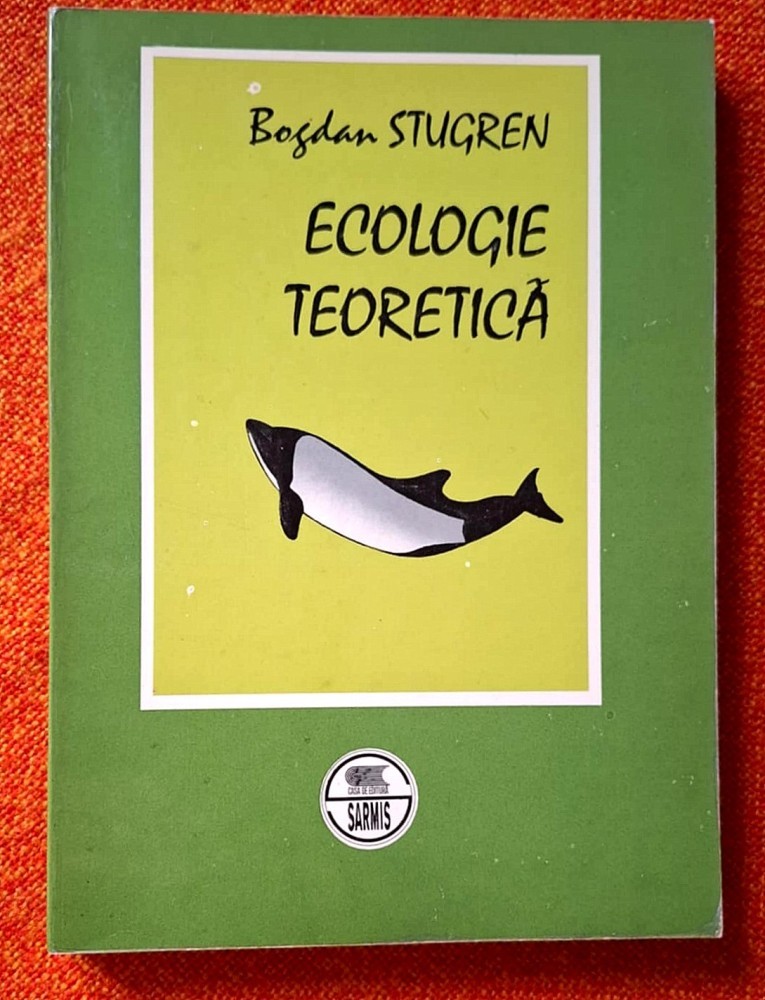 Bogdan STUGREN
ECOLOGIE
TEORETICĂ
CASA DE EDITURĂ
SARMIS